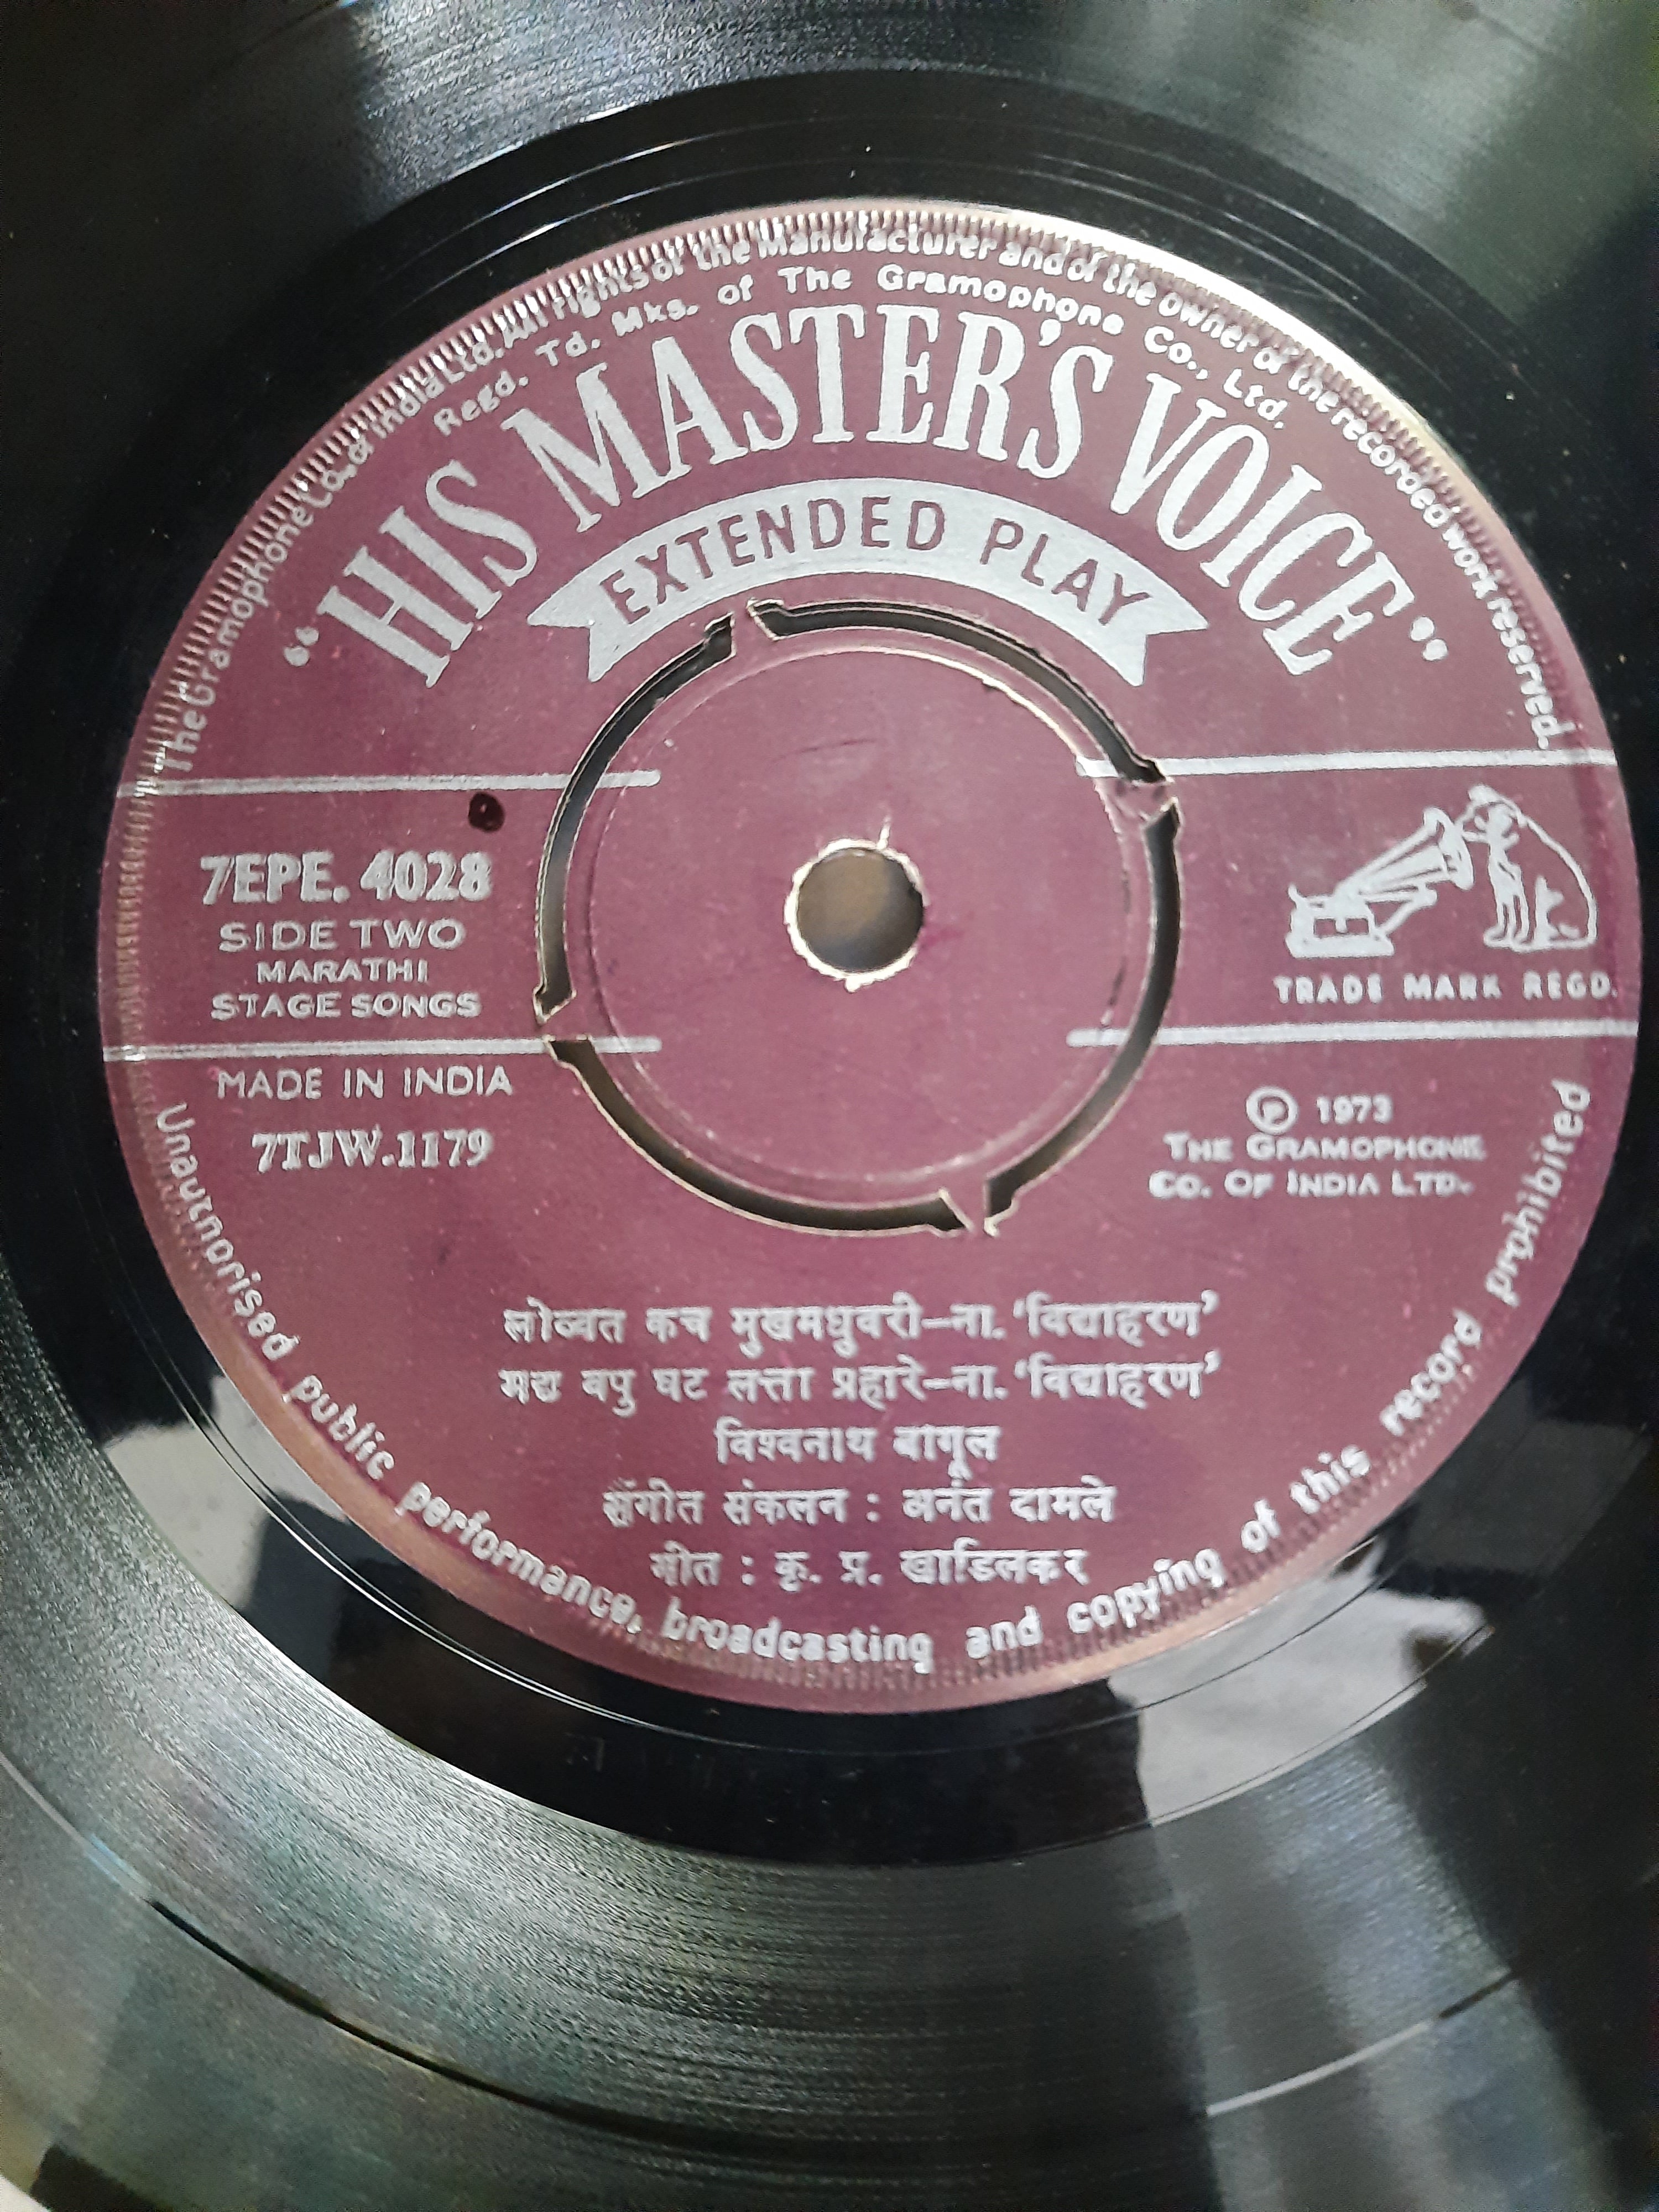 The Gramophone Co. of India Ltd. All rights of the Manufacturer and of the owner of the recorded work reserved.
Regd. Td. Mks. of The Gramophone Co., Ltd.
"HIS MASTER'S VOICE"
EXTENDED PLAY
7EPE. 4028
SIDE TWO
MARATHI
STAGE SONGS
TRADE MARK REGD.
MADE IN INDIA
7TJW.1179
℗ 1973
THE GRAMOPHONE
CO. OF INDIA LTD.
लोव्वत कच मुखमधुवरी–ना. 'विद्याहरण'
मद्य वपु घट लत्ता प्रहारे–ना. 'विद्याहरण'
विश्वनाथ बागूल
संगीत संकलन : अनंत दामले
गीत : कृ. प्र. खाडिलकर
Unauthorised public performance, broadcasting and copying of this record prohibited